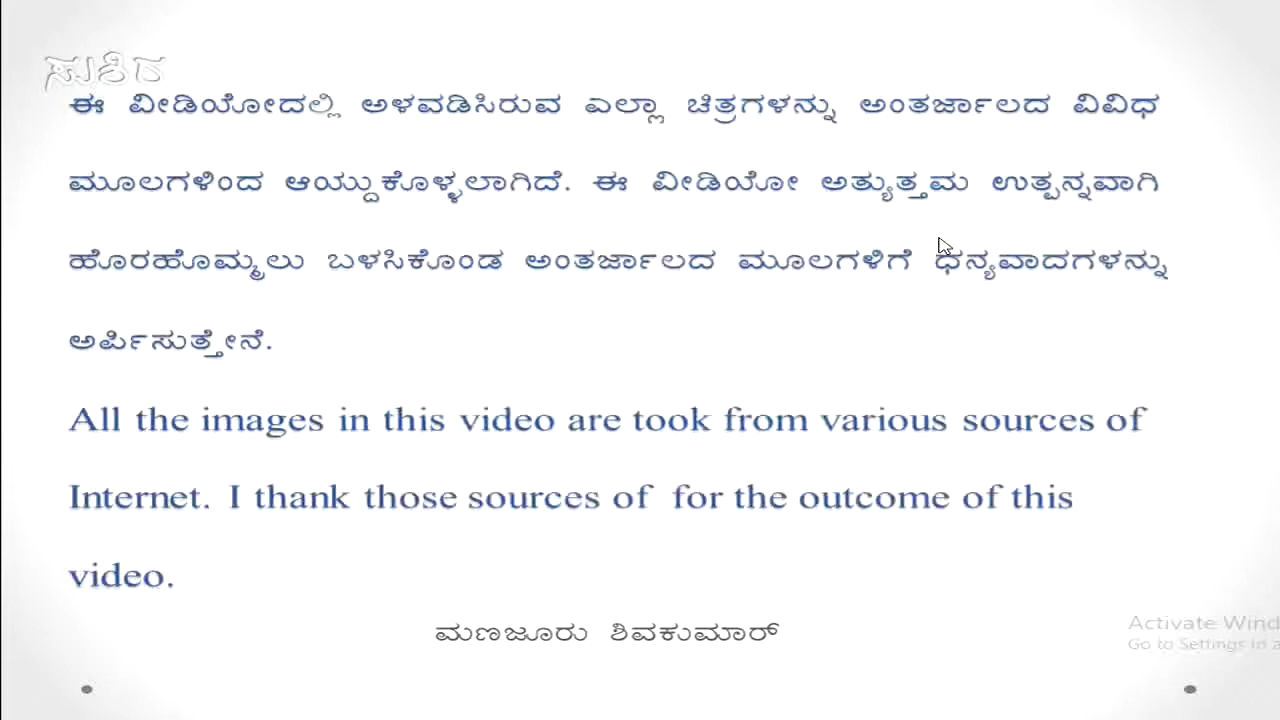 ಸುಶಿರ
ಈ ವೀಡಿಯೋದಲ್ಲಿ ಅಳವಡಿಸಿರುವ ಎಲ್ಲಾ ಚಿತ್ರಗಳನ್ನು ಅಂತರ್ಜಾಲದ ವಿವಿಧ
ಮೂಲಗಳಿಂದ ಆಯ್ದುಕೊಳ್ಳಲಾಗಿದೆ. ಈ ವೀಡಿಯೋ ಅತ್ಯುತ್ತಮ ಉತ್ಪನ್ನವಾಗಿ
ಹೊರಹೊಮ್ಮಲು ಬಳಸಿಕೊಂಡ ಅಂತರ್ಜಾಲದ ಮೂಲಗಳಿಗೆ ಧನ್ಯವಾದಗಳನ್ನು
ಅರ್ಪಿಸುತ್ತೇನೆ.
All the images in this video are took from various sources of
Internet. I thank those sources of for the outcome of this
video.
ಮಣಜೂರು ಶಿವಕುಮಾರ್
Activate Wind
Go to Settings in a